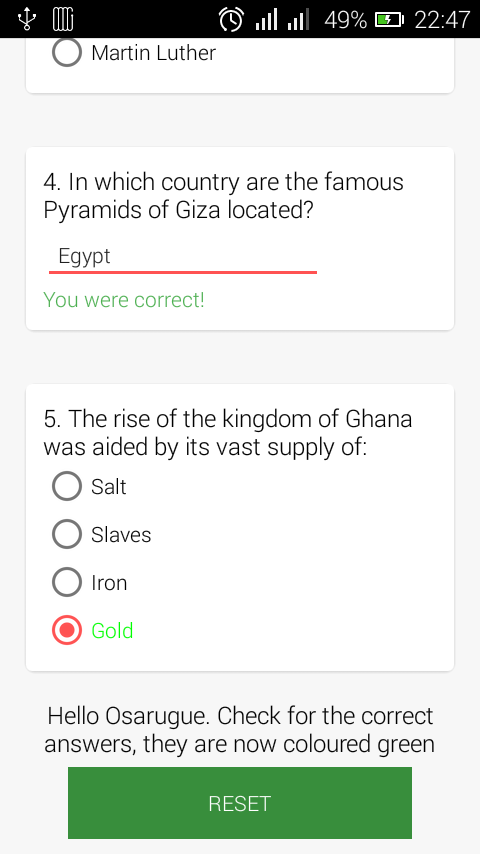 49% 22:47
Martin Luther
4. In which country are the famous
Pyramids of Giza located?
Egypt
You were correct!
5. The rise of the kingdom of Ghana
was aided by its vast supply of:
Salt
Slaves
Iron
Gold
Hello Osarugue. Check for the correct
answers, they are now coloured green
RESET